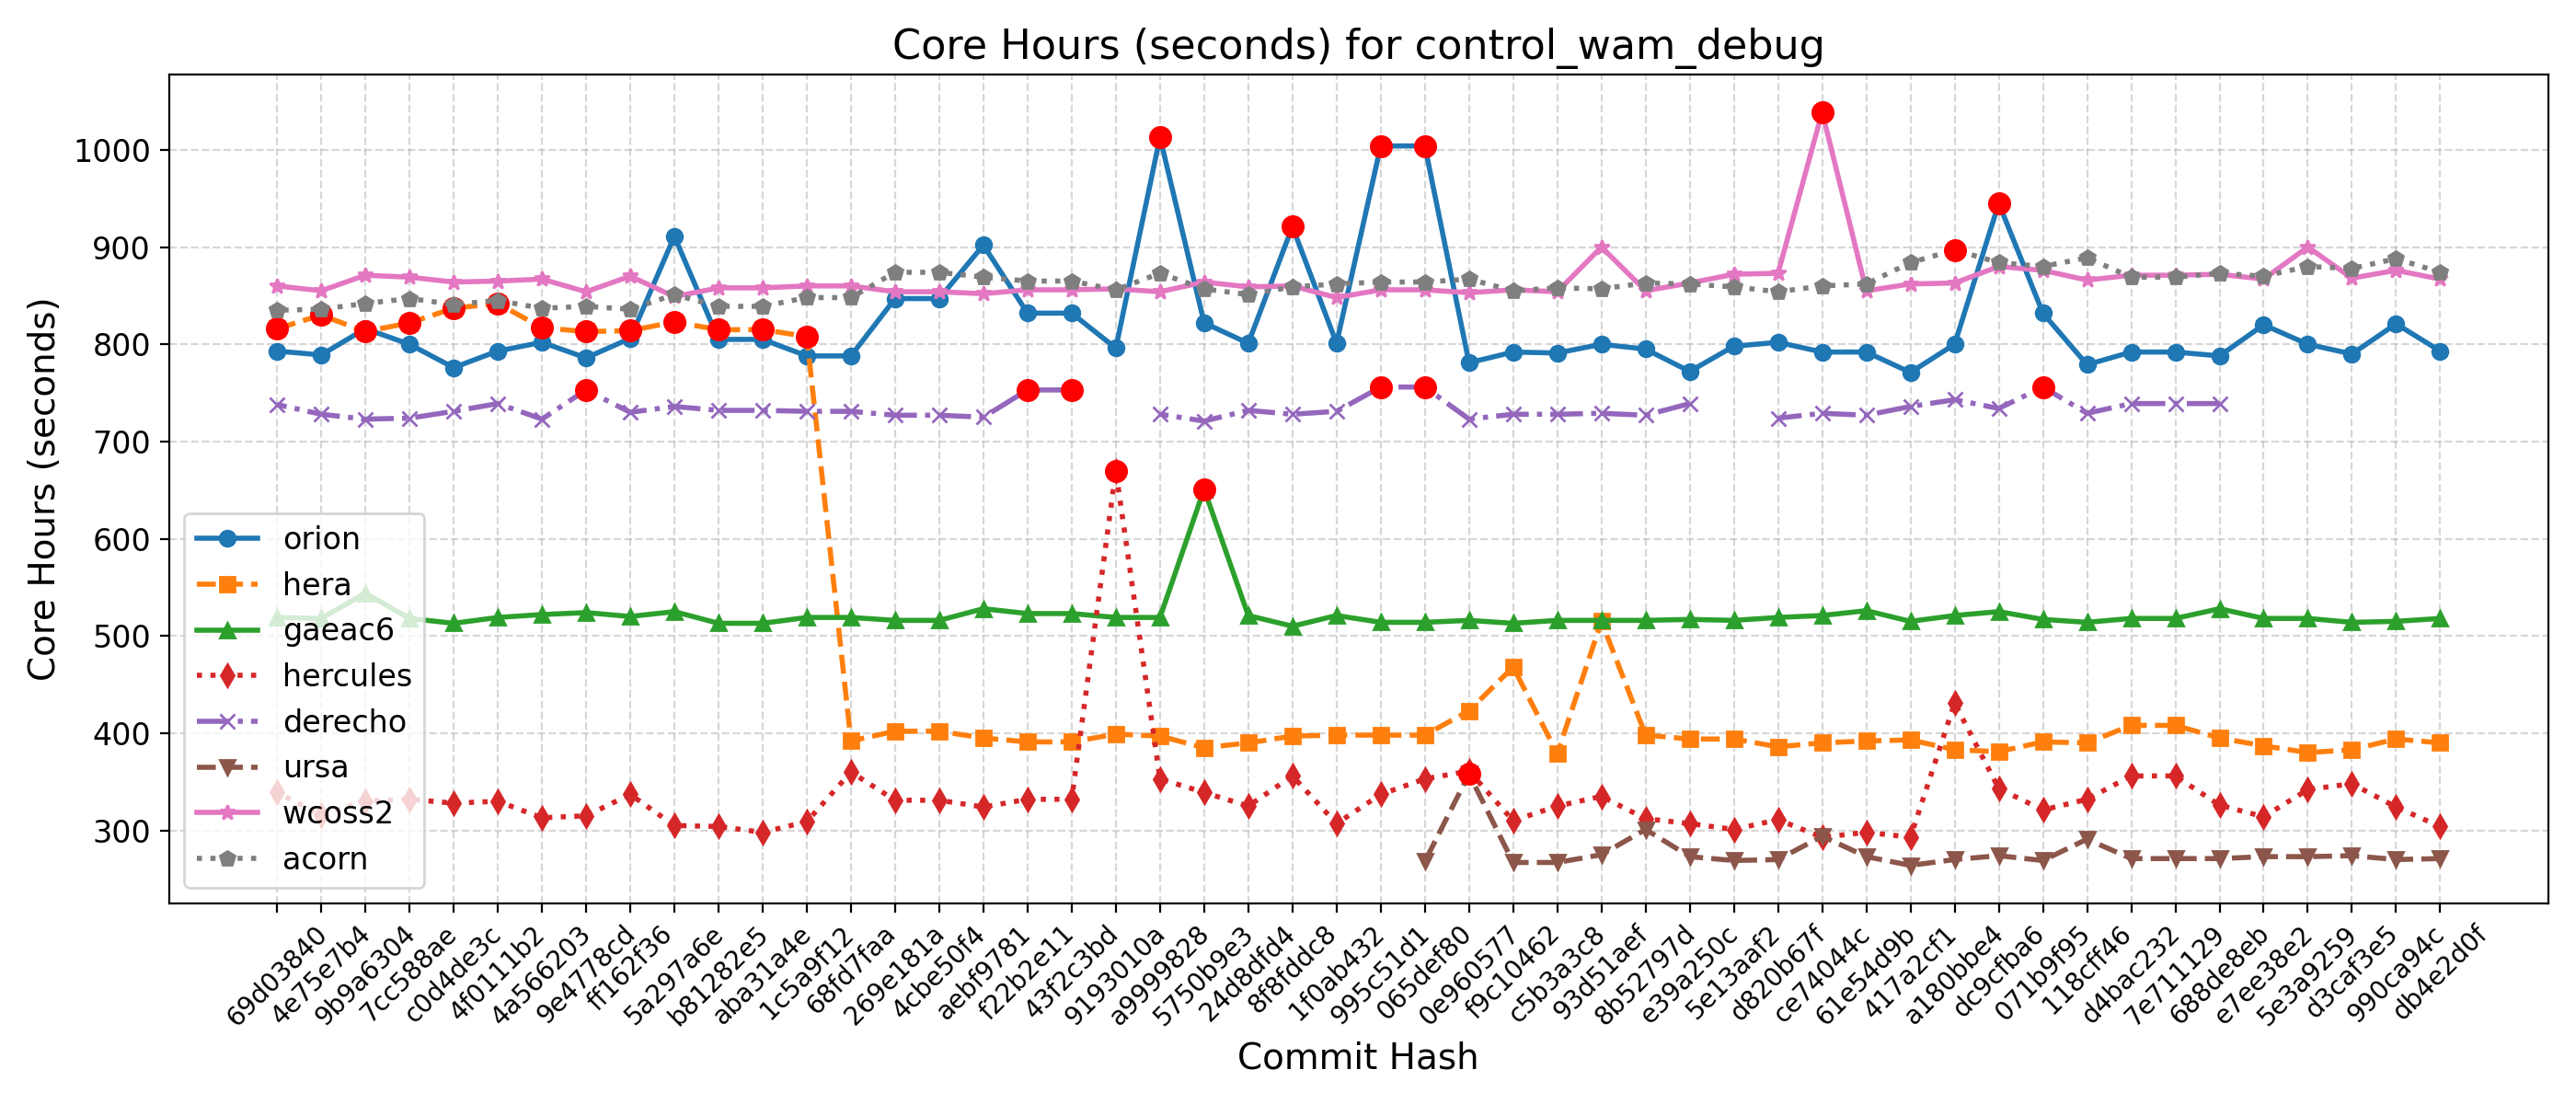 Core Hours (seconds) for control_wam_debug
Core Hours (seconds)
1000
900
800
700
600
500
400
300
orion
hera
gaeac6
hercules
derecho
ursa
wcoss2
acorn
69d03840
4e75e7b4
9b9a6304
7cc588ae
c0d4de3c
4f0111b2
4a566203
9e4778cd
ff162f36
5a297a6e
b81282e5
aba31a4e
1c5a9f12
68fd7faa
269e181a
4cbe50f4
aebf9781
f22b2e11
43f2c3bd
9193010a
a9999828
5750b9e3
24d8dfd4
8f8fddc8
1f0ab432
995c51d1
065def80
0e960577
f9c10462
c5b3a3c8
93d51aef
8b52797d
e39a250c
5e13aaf2
d820b67f
ce74044c
61e54d9b
417a2cf1
a180bbe4
dc9cfba6
071b9f95
118cff46
d4bac232
7e711129
688de8eb
e7ee38e2
5e3a9259
d3caf3e5
990ca94c
db4e2d0f
Commit Hash